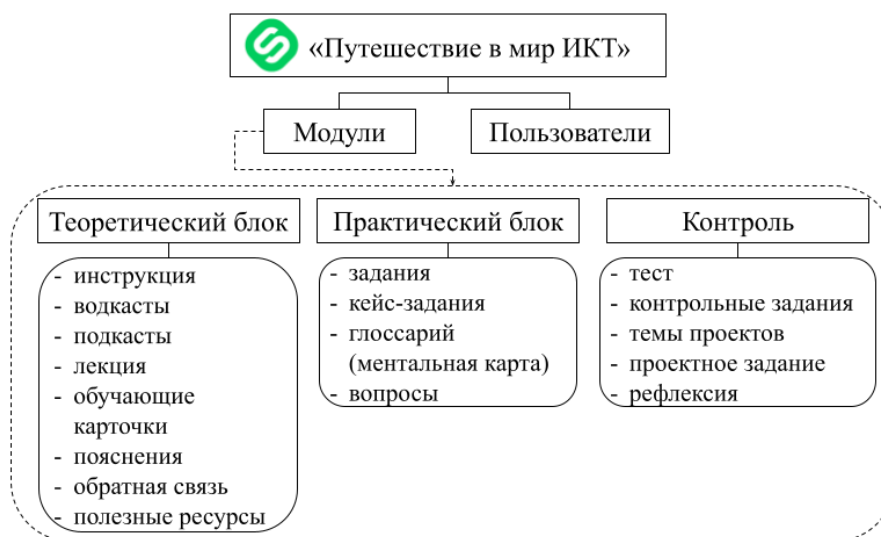 «Путешествие в мир ИКТ»
Модули
Пользователи
Теоретический блок
- инструкция
- водкасты
- подкасты
- лекция
- обучающие
карточки
- пояснения
- обратная связь
- полезные ресурсы
Практический блок
- задания
- кейс-задания
- глоссарий
(ментальная карта)
- вопросы
Контроль
- тест
- контрольные задания
- темы проектов
- проектное задание
- рефлексия